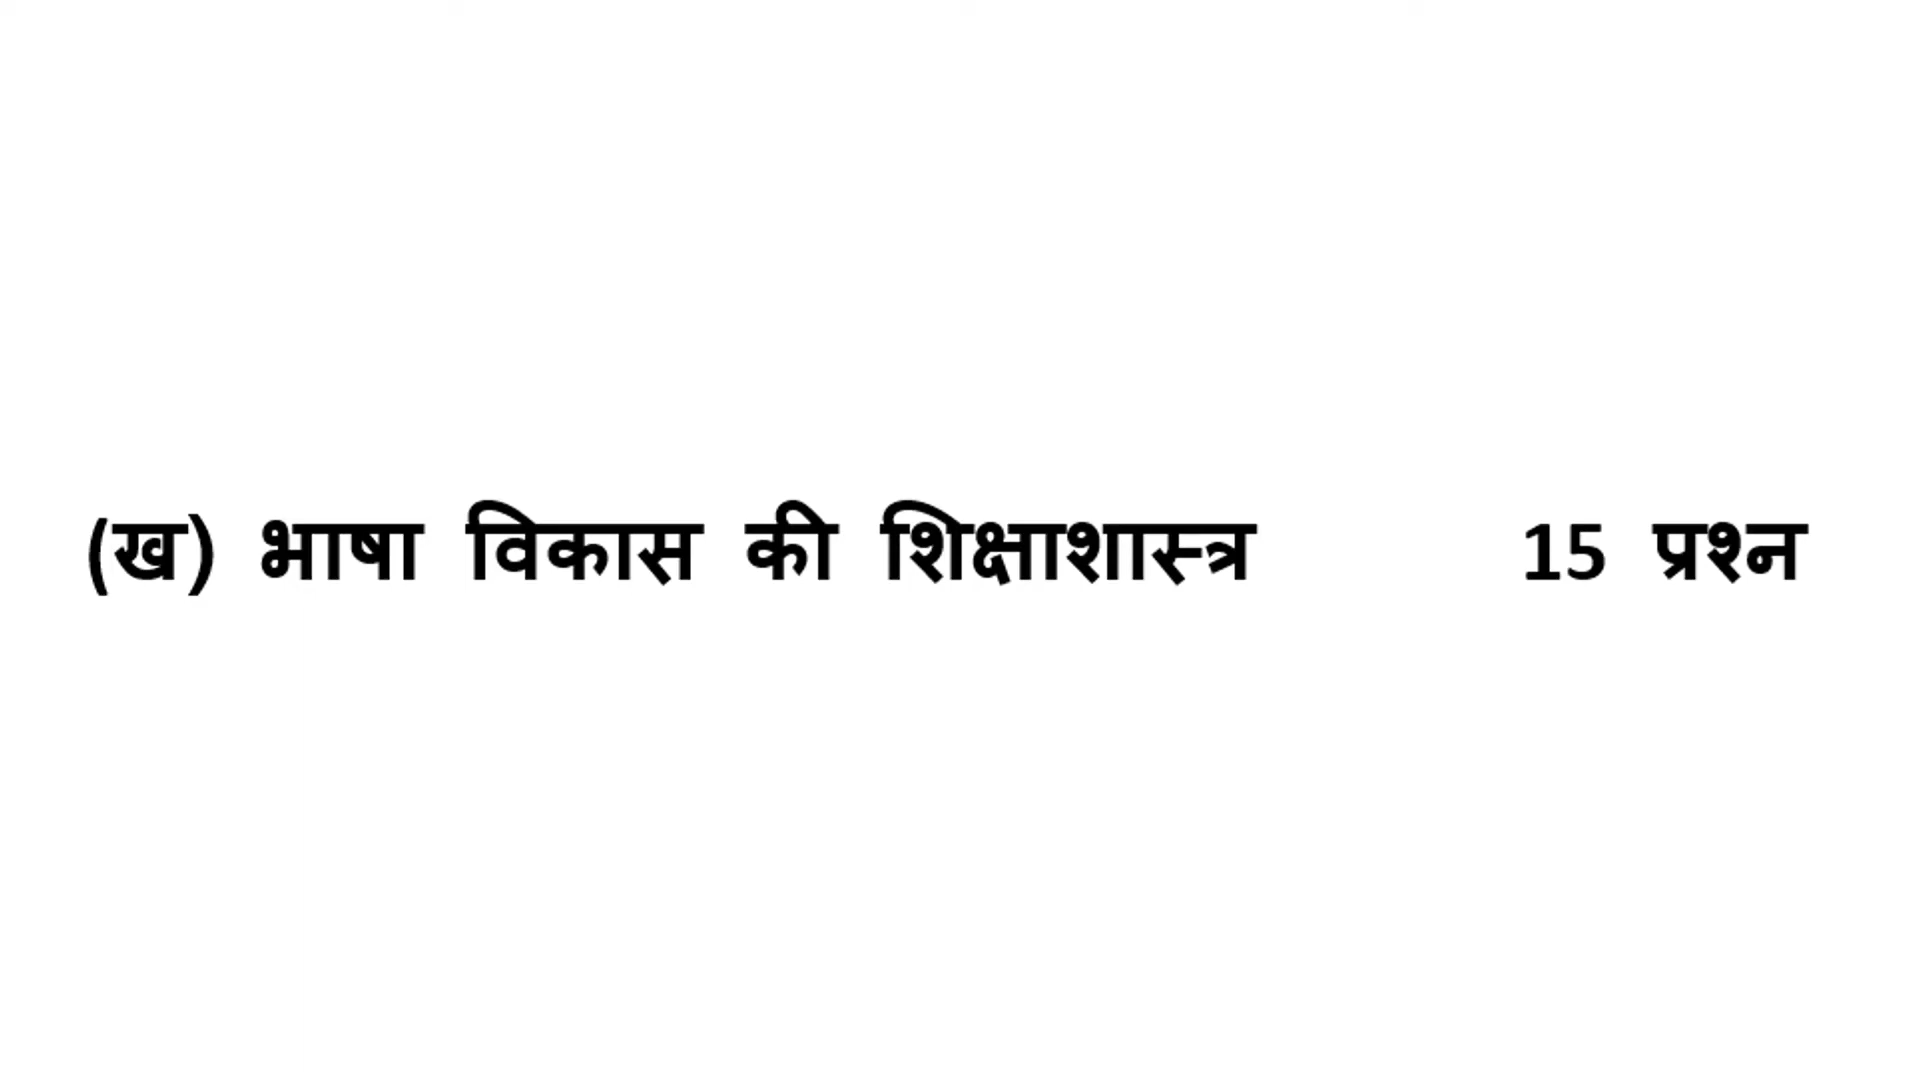 (ख) भाषा विकास की शिक्षाशास्त्र 15 प्रश्न